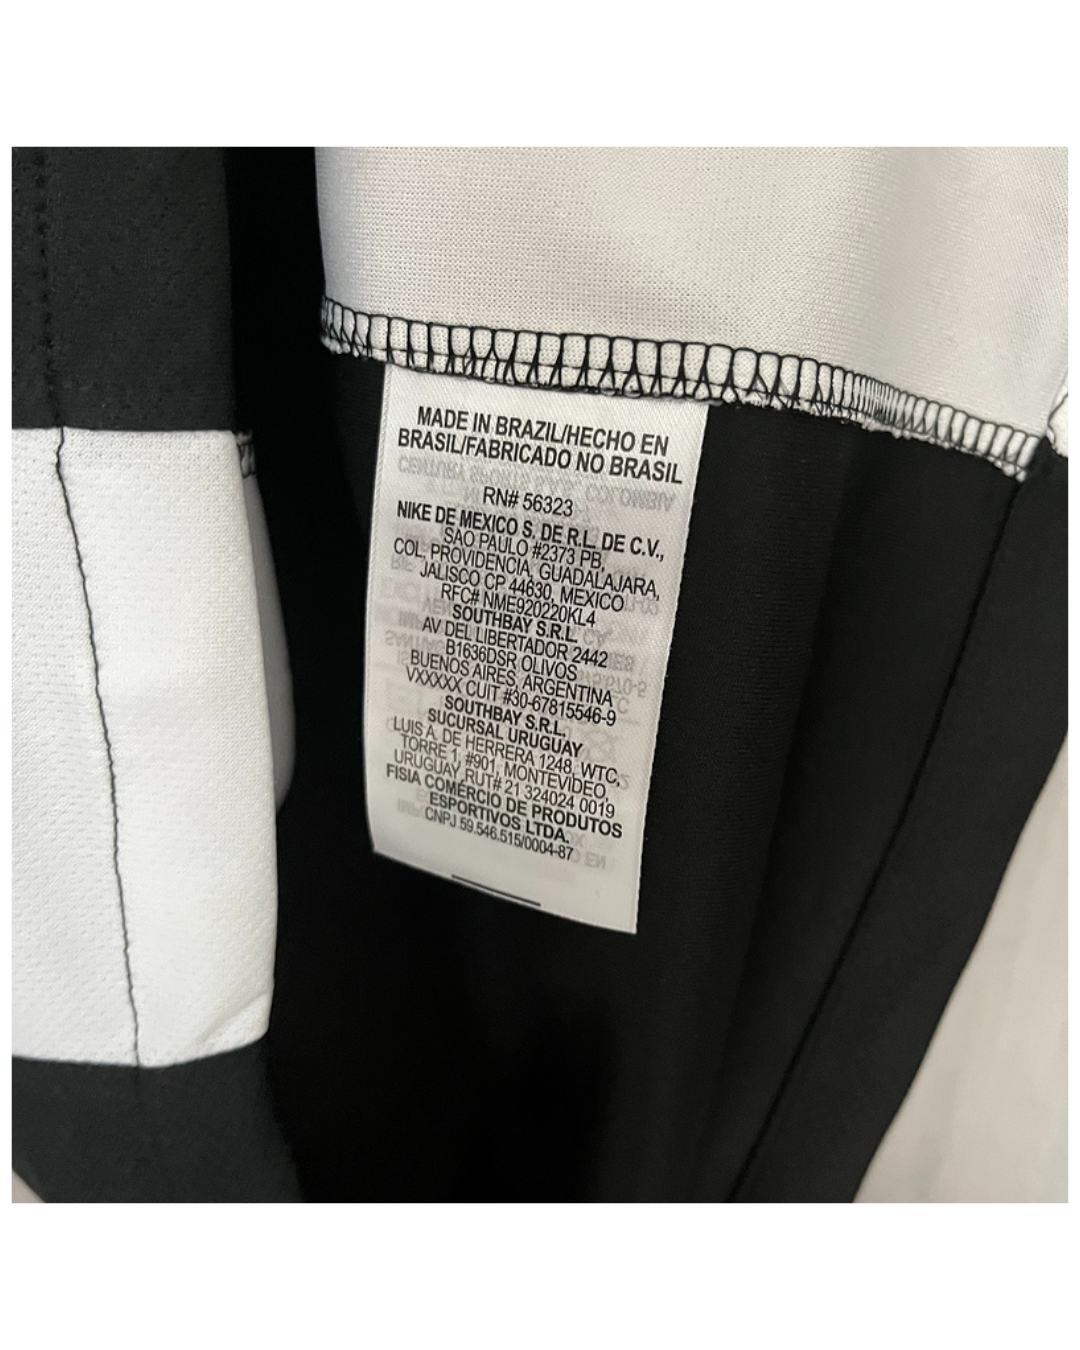 MADE IN BRAZIL/HECHO EN
BRASIL/FABRICADO NO BRASIL
RN# 56323
NIKE DE MEXICO S. DE R.L. DE C.V.,
SAO PAULO #2373 PB,
COL. PROVIDENCIA, GUADALAJARA,
JALISCO CP 44630, MEXICO
RFC# NME920220KL4
SOUTHBAY S.R.L.
AV DEL LIBERTADOR 2442
B1636DSR OLIVOS
BUENOS AIRES, ARGENTINA
VXXXXX CUIT #30-67815546-9
SOUTHBAY S.R.L.,
SUCURSAL URUGUAY
LUIS A. DE HERRERA 1248, WTC,
TORRE 1, #901, MONTEVIDEO,
URUGUAY, RUT# 21 324024 0019
FISIA COMÉRCIO DE PRODUTOS
ESPORTIVOS LTDA.
CNPJ 59.546.515/0004-87